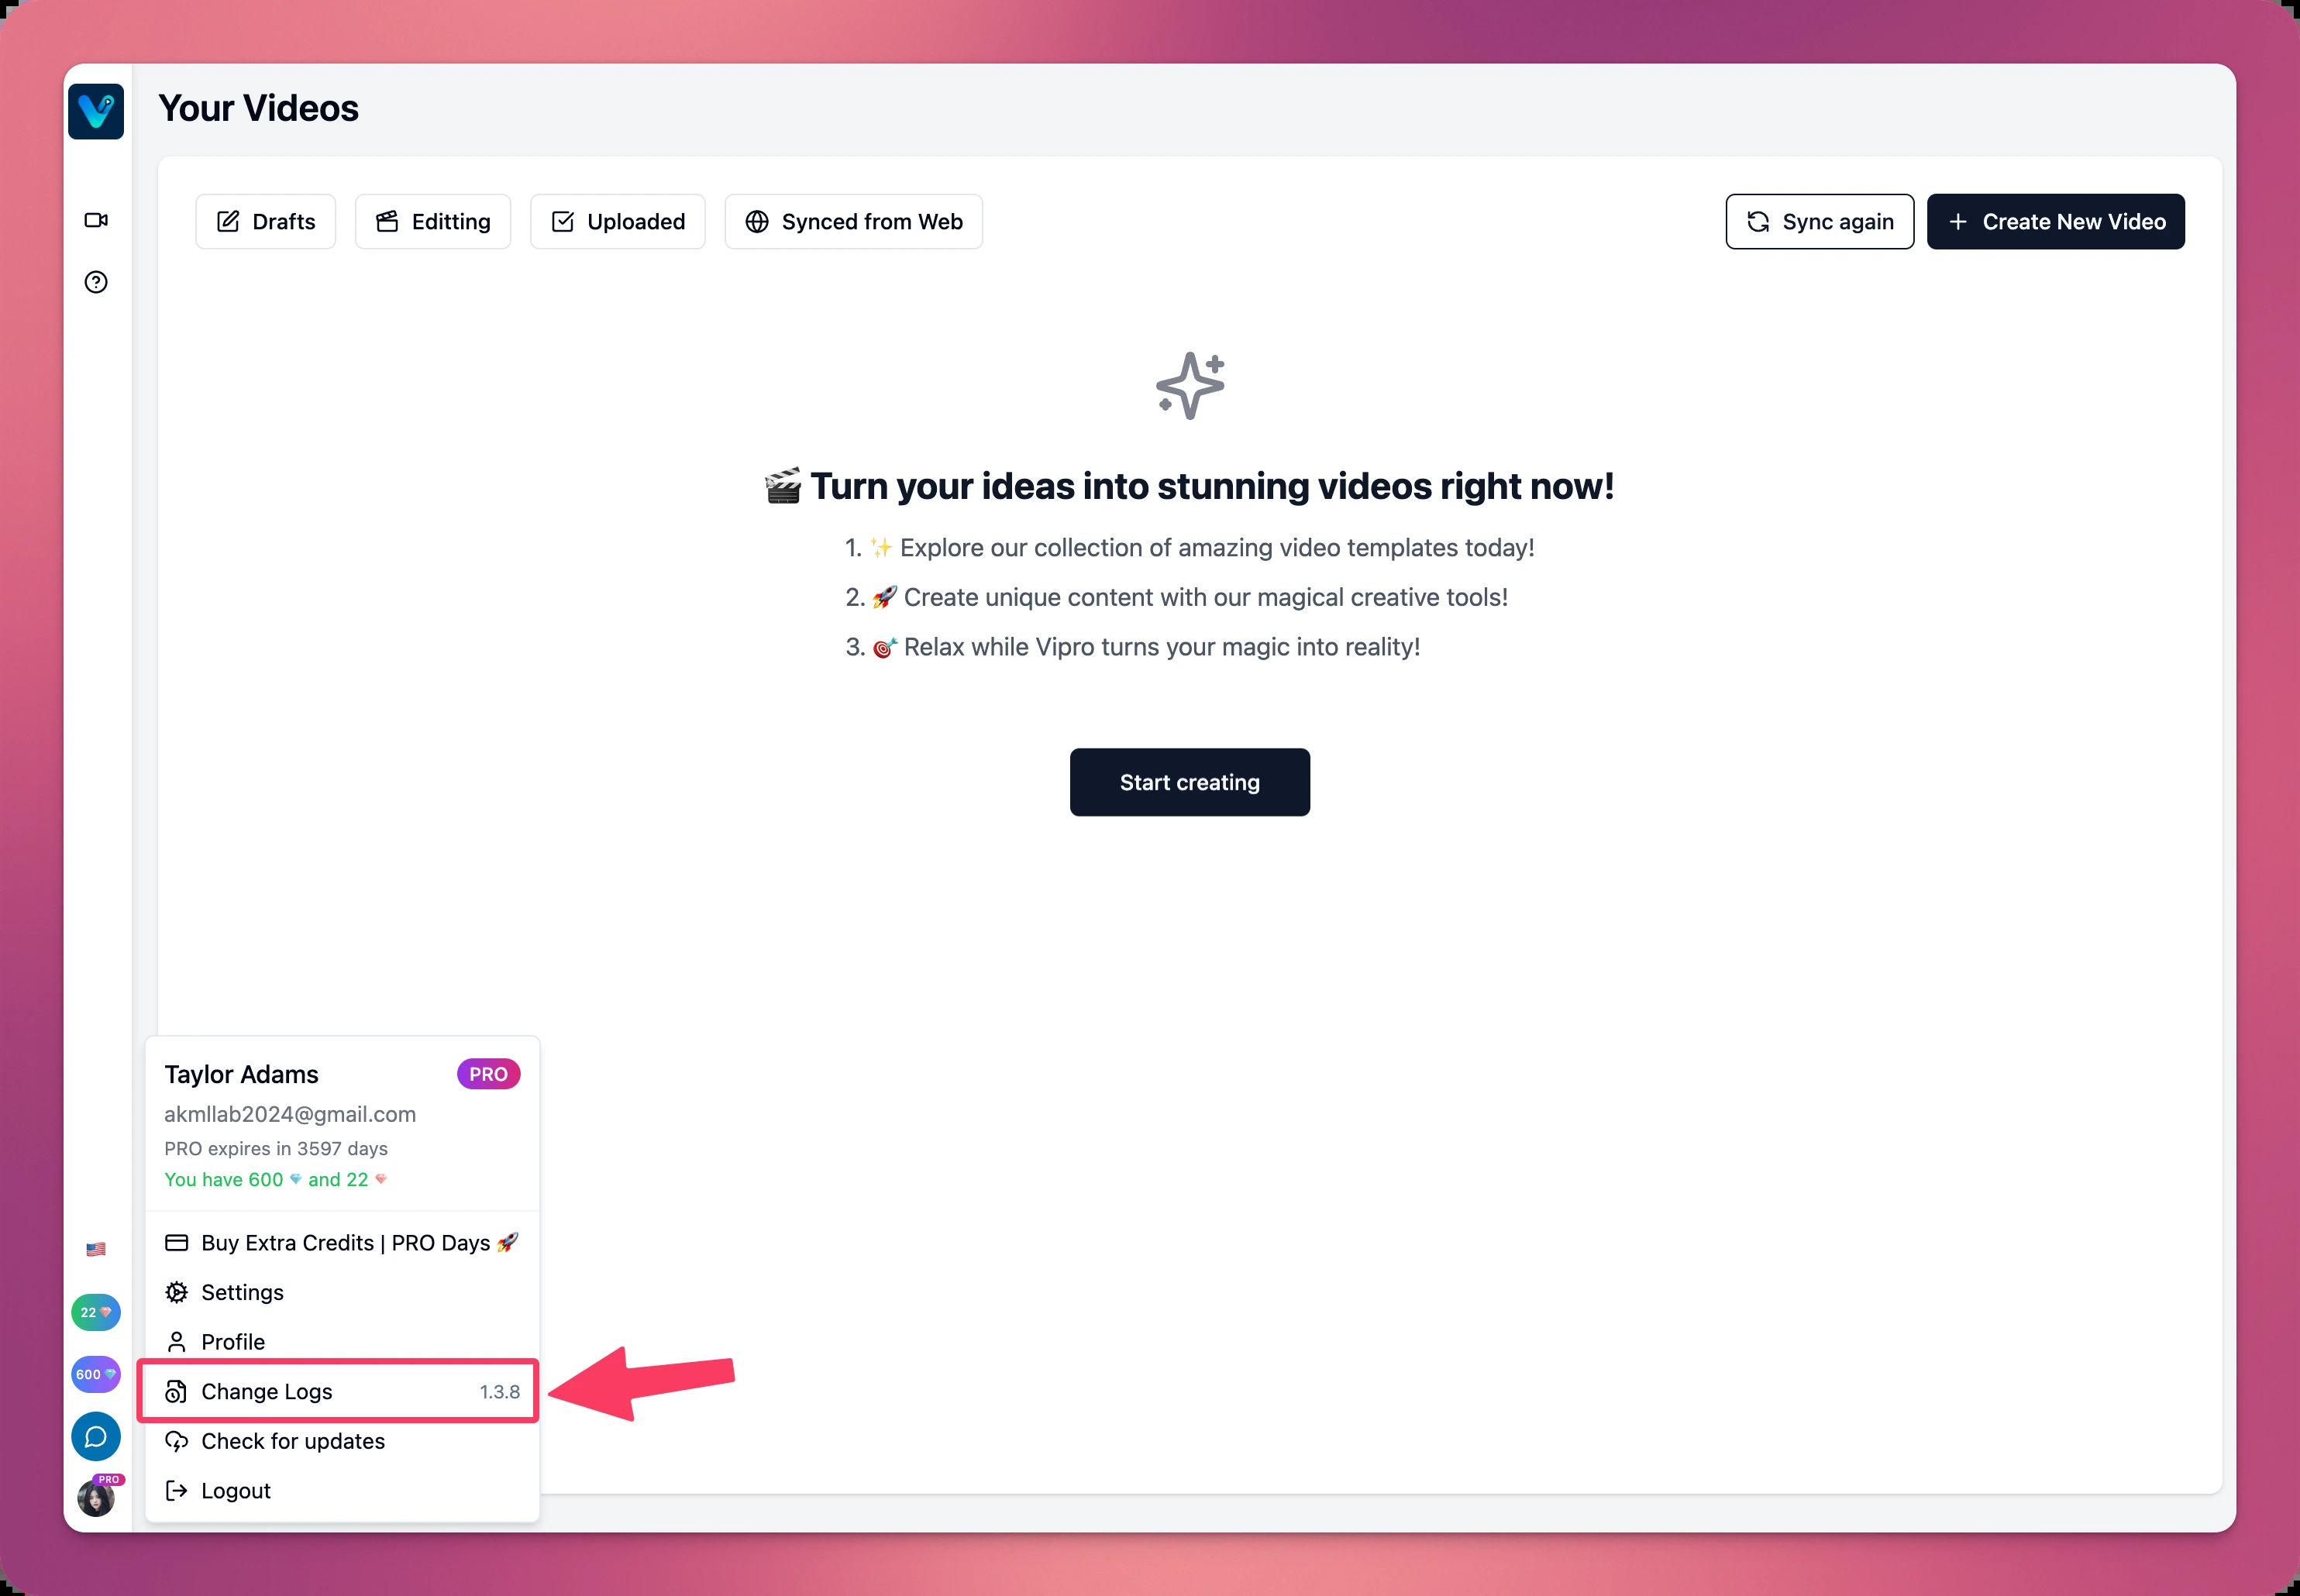 Your Videos
Drafts
Editting
Uploaded
Synced from Web
Sync again
Create New Video
🎬 Turn your ideas into stunning videos right now!
1. ✨ Explore our collection of amazing video templates today!
2. 🚀 Create unique content with our magical creative tools!
3. 🎯 Relax while Vipro turns your magic into reality!
Start creating
Taylor Adams
PRO
akmllab2024@gmail.com
PRO expires in 3597 days
You have 600 💎 and 22 💎
Buy Extra Credits | PRO Days 🚀
Settings
Profile
Change Logs
1.3.8
Check for updates
Logout
22
600
PRO